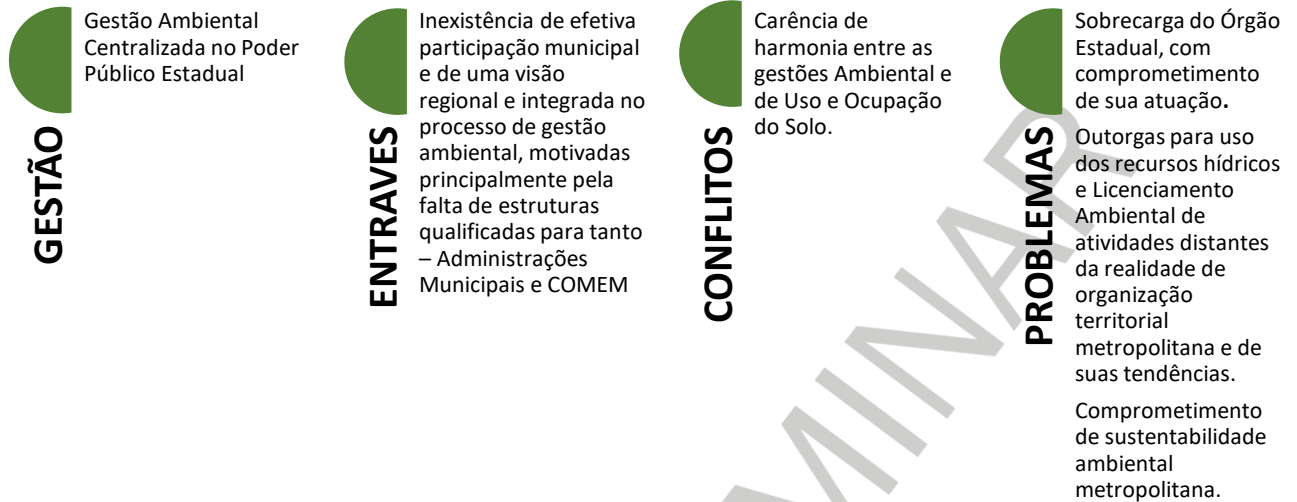 GESTÃO
Gestão Ambiental
Centralizada no Poder
Público Estadual
ENTRAVES
Inexistência de efetiva
participação municipal
e de uma visão
regional e integrada no
processo de gestão
ambiental, motivadas
principalmente pela
falta de estruturas
qualificadas para tanto
– Administrações
Municipais e COMEM
CONFLITOS
Carência de
harmonia entre as
gestões Ambiental e
de Uso e Ocupação
do Solo.
PROBLEMAS
Sobrecarga do Órgão
Estadual, com
comprometimento
de sua atuação.
Outorgas para uso
dos recursos hídricos
e Licenciamento
Ambiental de
atividades distantes
da realidade de
organização
territorial
metropolitana e de
suas tendências.
Comprometimento
de sustentabilidade
ambiental
metropolitana.
MINAR